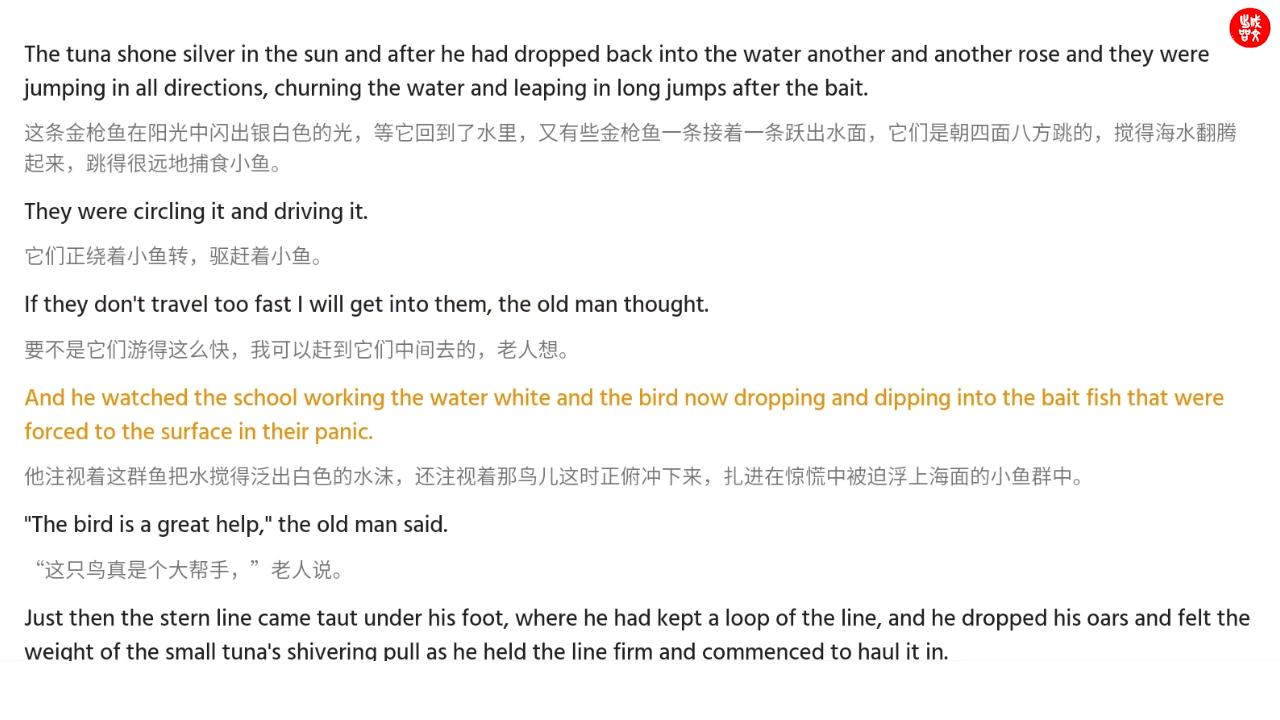 The tuna shone silver in the sun and after he had dropped back into the water another and another rose and they were
jumping in all directions, churning the water and leaping in long jumps after the bait.
这条金枪鱼在阳光中闪出银白色的光，等它回到了水里，又有些金枪鱼一条接着一条跃出水面，它们是朝四面八方跳的，搅得海水翻腾
起来，跳得很远地捕食小鱼。
They were circling it and driving it.
它们正绕着小鱼转，驱赶着小鱼。
If they don't travel too fast I will get into them, the old man thought.
要不是它们游得这么快，我可以赶到它们中间去的，老人想。
And he watched the school working the water white and the bird now dropping and dipping into the bait fish that were
forced to the surface in their panic.
他注视着这群鱼把水搅得泛出白色的水沫，还注视着那鸟儿这时正俯冲下来，扎进在惊慌中被迫浮上海面的小鱼群中。
"The bird is a great help," the old man said.
“这只鸟真是个大帮手，”老人说。
Just then the stern line came taut under his foot, where he had kept a loop of the line, and he dropped his oars and felt the
weight of the small tuna's shivering pull as he held the line firm and commenced to haul it in.